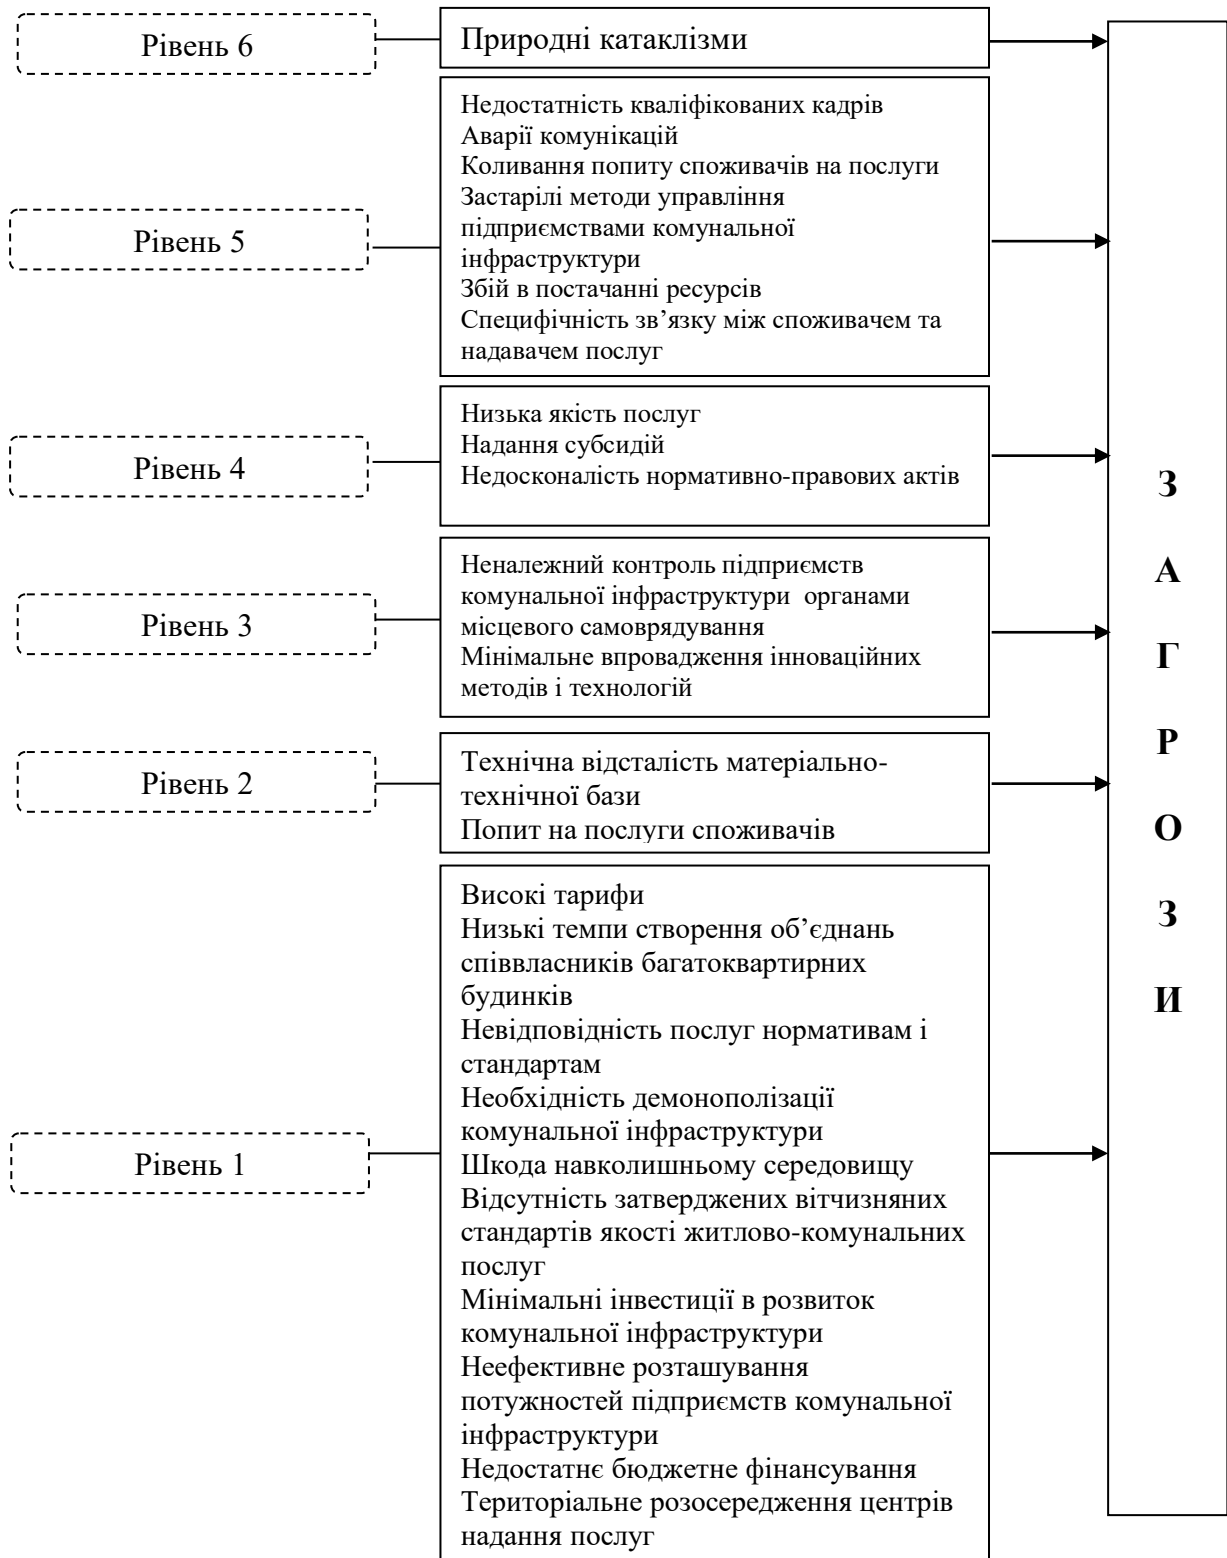 Рівень 6
Природні катаклізми
Рівень 5
Недостатність кваліфікованих кадрів
Аварії комунікацій
Коливання попиту споживачів на послуги
Застарілі методи управління
підприємствами комунальної
інфраструктури
Збій в постачанні ресурсів
Специфічність зв’язку між споживачем та
надавачем послуг
Рівень 4
Низька якість послуг
Надання субсидій
Недосконалість нормативно-правових актів
Рівень 3
Неналежний контроль підприємств
комунальної інфраструктури органами
місцевого самоврядування
Мінімальне впровадження інноваційних
методів і технологій
Рівень 2
Технічна відсталість матеріально-
технічної бази
Попит на послуги споживачів
Рівень 1
Високі тарифи
Низькі темпи створення об’єднань
співвласників багатоквартирних
будинків
Невідповідність послуг нормативам і
стандартам
Необхідність демонополізації
комунальної інфраструктури
Шкода навколишньому середовищу
Відсутність затверджених вітчизняних
стандартів якості житлово-комунальних
послуг
Мінімальні інвестиції в розвиток
комунальної інфраструктури
Неефективне розташування
потужностей підприємств комунальної
інфраструктури
Недостатнє бюджетне фінансування
Територіальне розосередження центрів
надання послуг
З
А
Г
Р
О
З
И